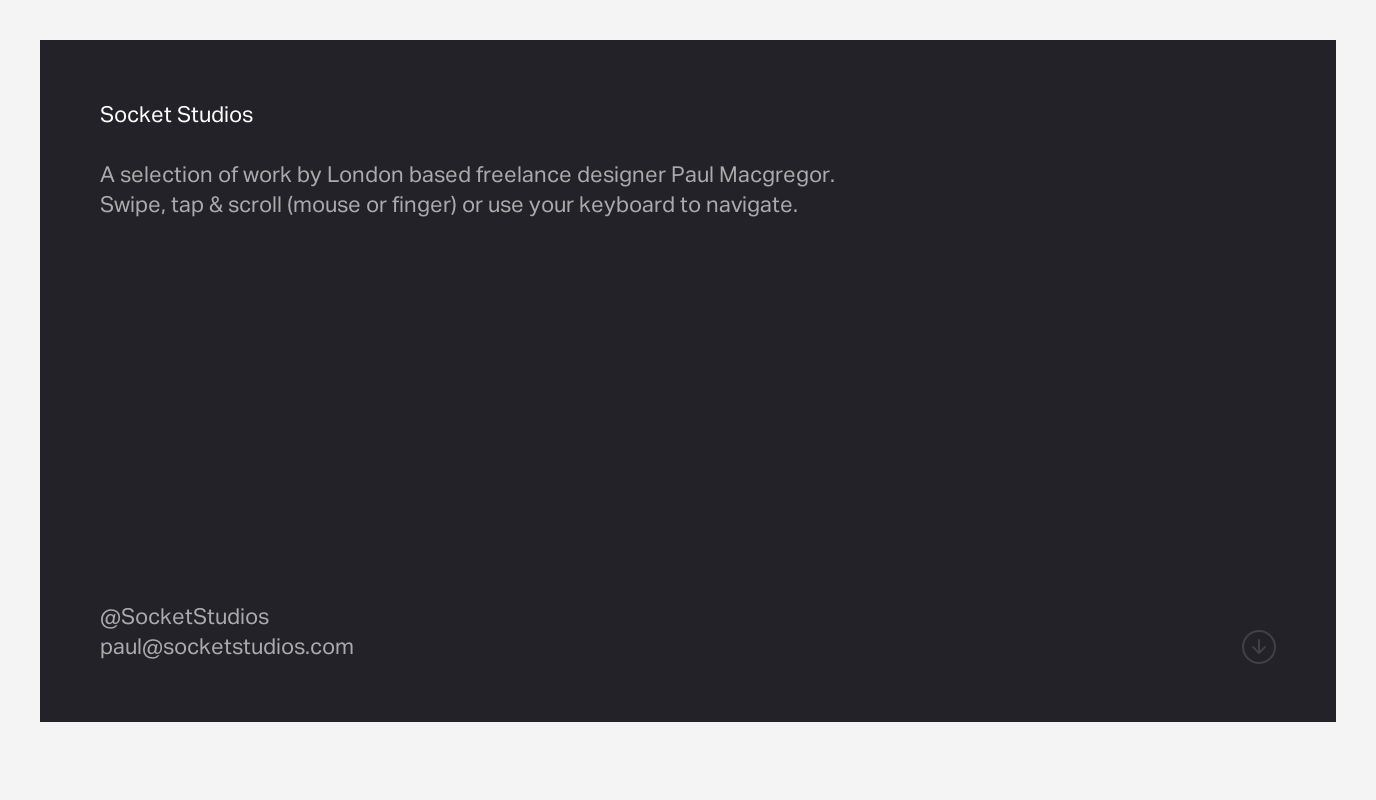 Socket Studios
A selection of work by London based freelance designer Paul Macgregor.
Swipe, tap & scroll (mouse or finger) or use your keyboard to navigate.
@SocketStudios
paul@socketstudios.com